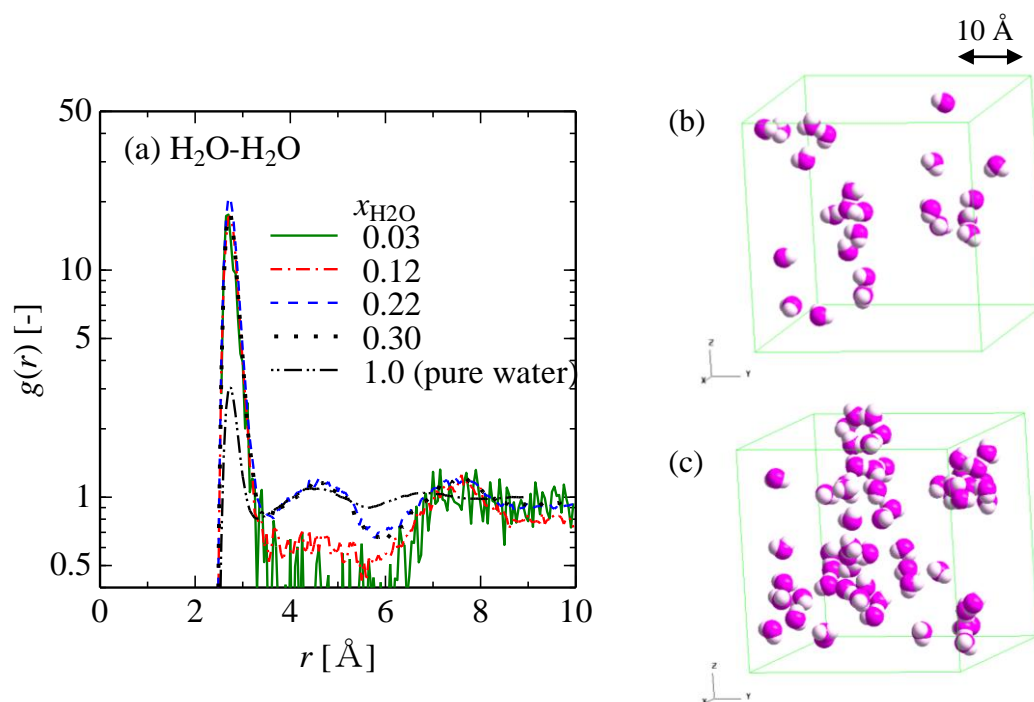 (a) H2O-H2O
xH2O
0.03
0.12
0.22
0.30
1.0 (pure water)
50
10
5
1
0.5
g(r) [-]
0 2 4 6 8 10
r [Å]
10 Å
(b)
Z
X Y
(c)
Z
X Y